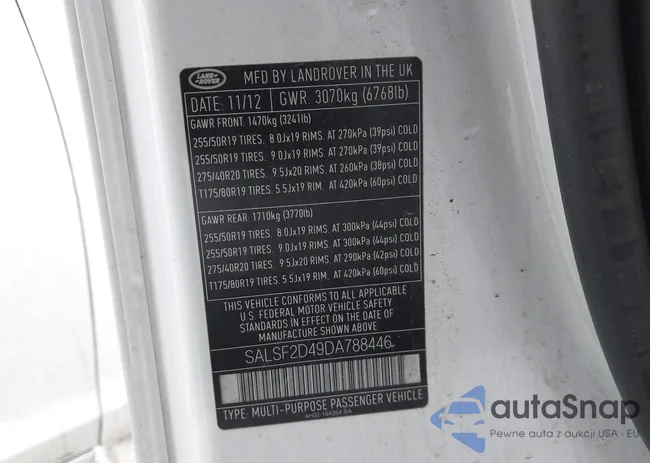 LAND-ROVER
MFD BY LANDROVER IN THE UK
DATE: 11/12 GWR: 3070kg (6768lb)
GAWR FRONT: 1470kg (3241lb)
255/50R19 TIRES. 8.0Jx19 RIMS. AT 270kPa (39psi) COLD
255/50R19 TIRES. 9.0Jx19 RIMS. AT 270kPa (39psi) COLD
275/40R20 TIRES. 9.5Jx20 RIMS. AT 260kPa (38psi) COLD
T175/80R19 TIRES. 5.5Jx19 RIM. AT 420kPa (60psi) COLD
GAWR REAR: 1710kg (3770lb)
255/50R19 TIRES. 8.0Jx19 RIMS. AT 300kPa (44psi) COLD
255/50R19 TIRES. 9.0Jx19 RIMS. AT 300kPa (44psi) COLD
275/40R20 TIRES. 9.5Jx20 RIMS. AT 290kPa (42psi) COLD
T175/80R19 TIRES. 5.5Jx19 RIM. AT 420kPa (60psi) COLD
THIS VEHICLE CONFORMS TO ALL APPLICABLE
U.S. FEDERAL MOTOR VEHICLE SAFETY
STANDARDS IN EFFECT ON THE DATE OF
MANUFACTURE SHOWN ABOVE
SALSF2D49DA788446
TYPE: MULTI-PURPOSE PASSENGER VEHICLE
AH32-19A354-BA
autoSnap
Pewne auta z aukcji USA • EU